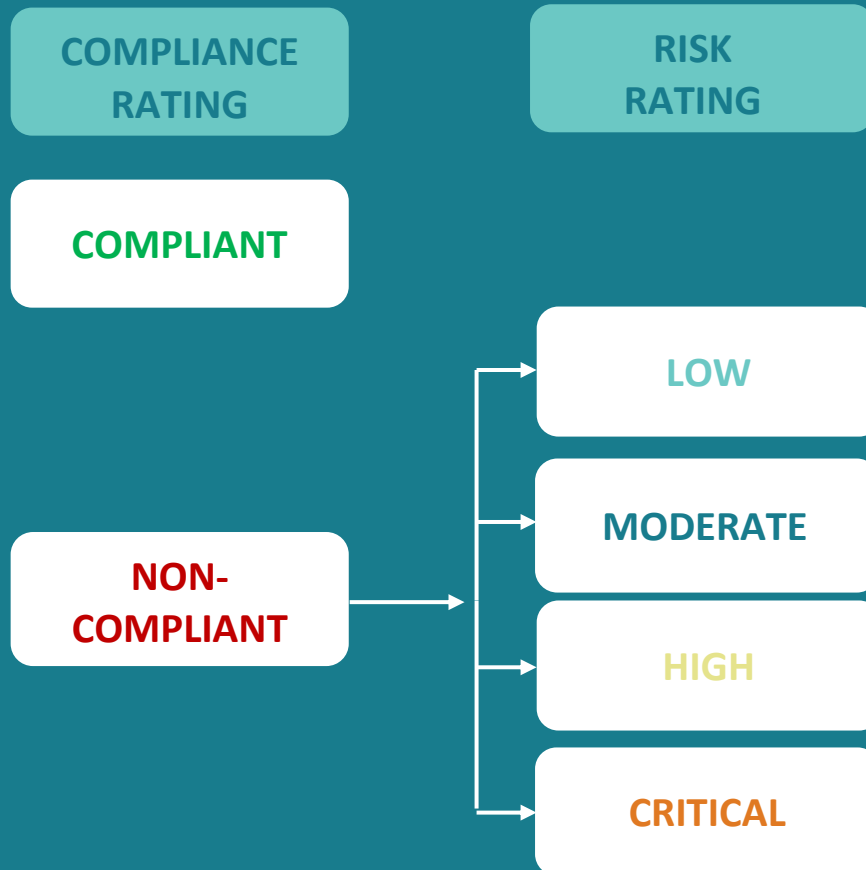 COMPLIANCE
RATING
RISK
RATING
COMPLIANT
LOW
MODERATE
NON-
COMPLIANT
HIGH
CRITICAL